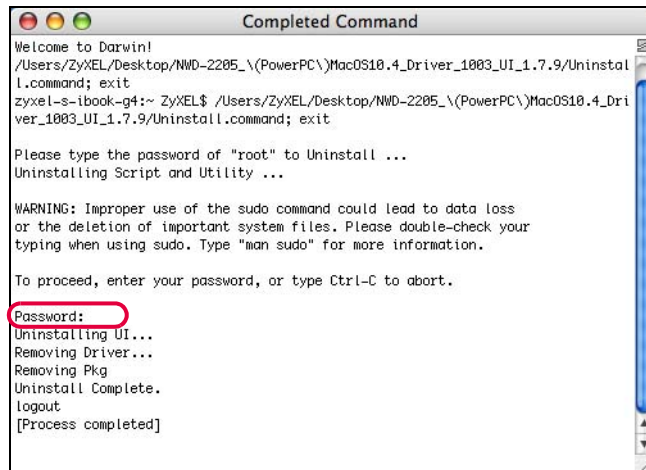 Completed Command
Welcome to Darwin!
/Users/ZyXEL/Desktop/NWD-2205_\(PowerPC\)MacOS10.4_Driver_1003_UI_1.7.9/Uninstal
l.command; exit
zyxel-s-ibook-g4:~ ZyXEL$ /Users/ZyXEL/Desktop/NWD-2205_\(PowerPC\)MacOS10.4_Dri
ver_1003_UI_1.7.9/Uninstall.command; exit
Please type the password of "root" to Uninstall ...
Uninstalling Script and Utility ...
WARNING: Improper use of the sudo command could lead to data loss
or the deletion of important system files. Please double-check your
typing when using sudo. Type "man sudo" for more information.
To proceed, enter your password, or type Ctrl-C to abort.
Password:
Uninstalling UI...
Removing Driver...
Removing Pkg
Uninstall Complete.
logout
[Process completed]